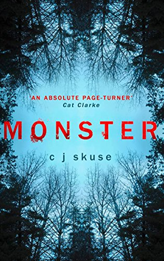 'AN ABSOLUTE PAGE-TURNER'
Cat Clarke
MONSTER
c j skuse